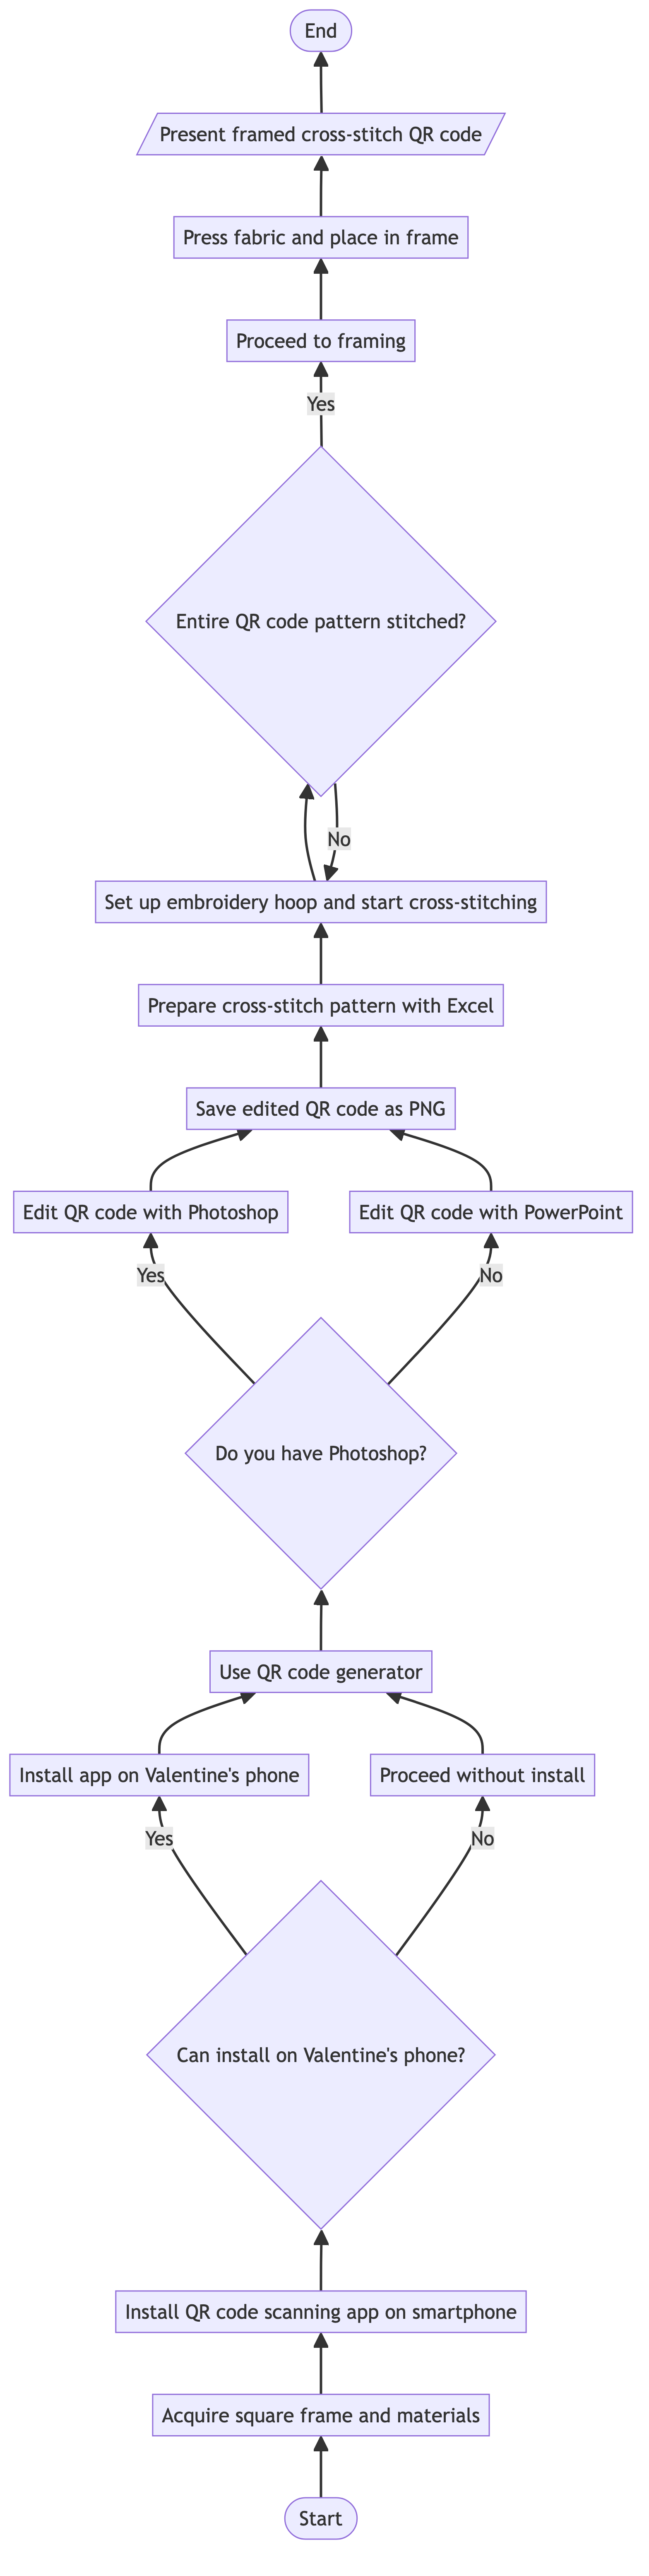 End
Present framed cross-stitch QR code
Press fabric and place in frame
Proceed to framing
Yes
Entire QR code pattern stitched?
No
Set up embroidery hoop and start cross-stitching
Prepare cross-stitch pattern with Excel
Save edited QR code as PNG
Edit QR code with Photoshop
Edit QR code with PowerPoint
Yes
No
Do you have Photoshop?
Use QR code generator
Install app on Valentine's phone
Proceed without install
Yes
No
Can install on Valentine's phone?
Install QR code scanning app on smartphone
Acquire square frame and materials
Start